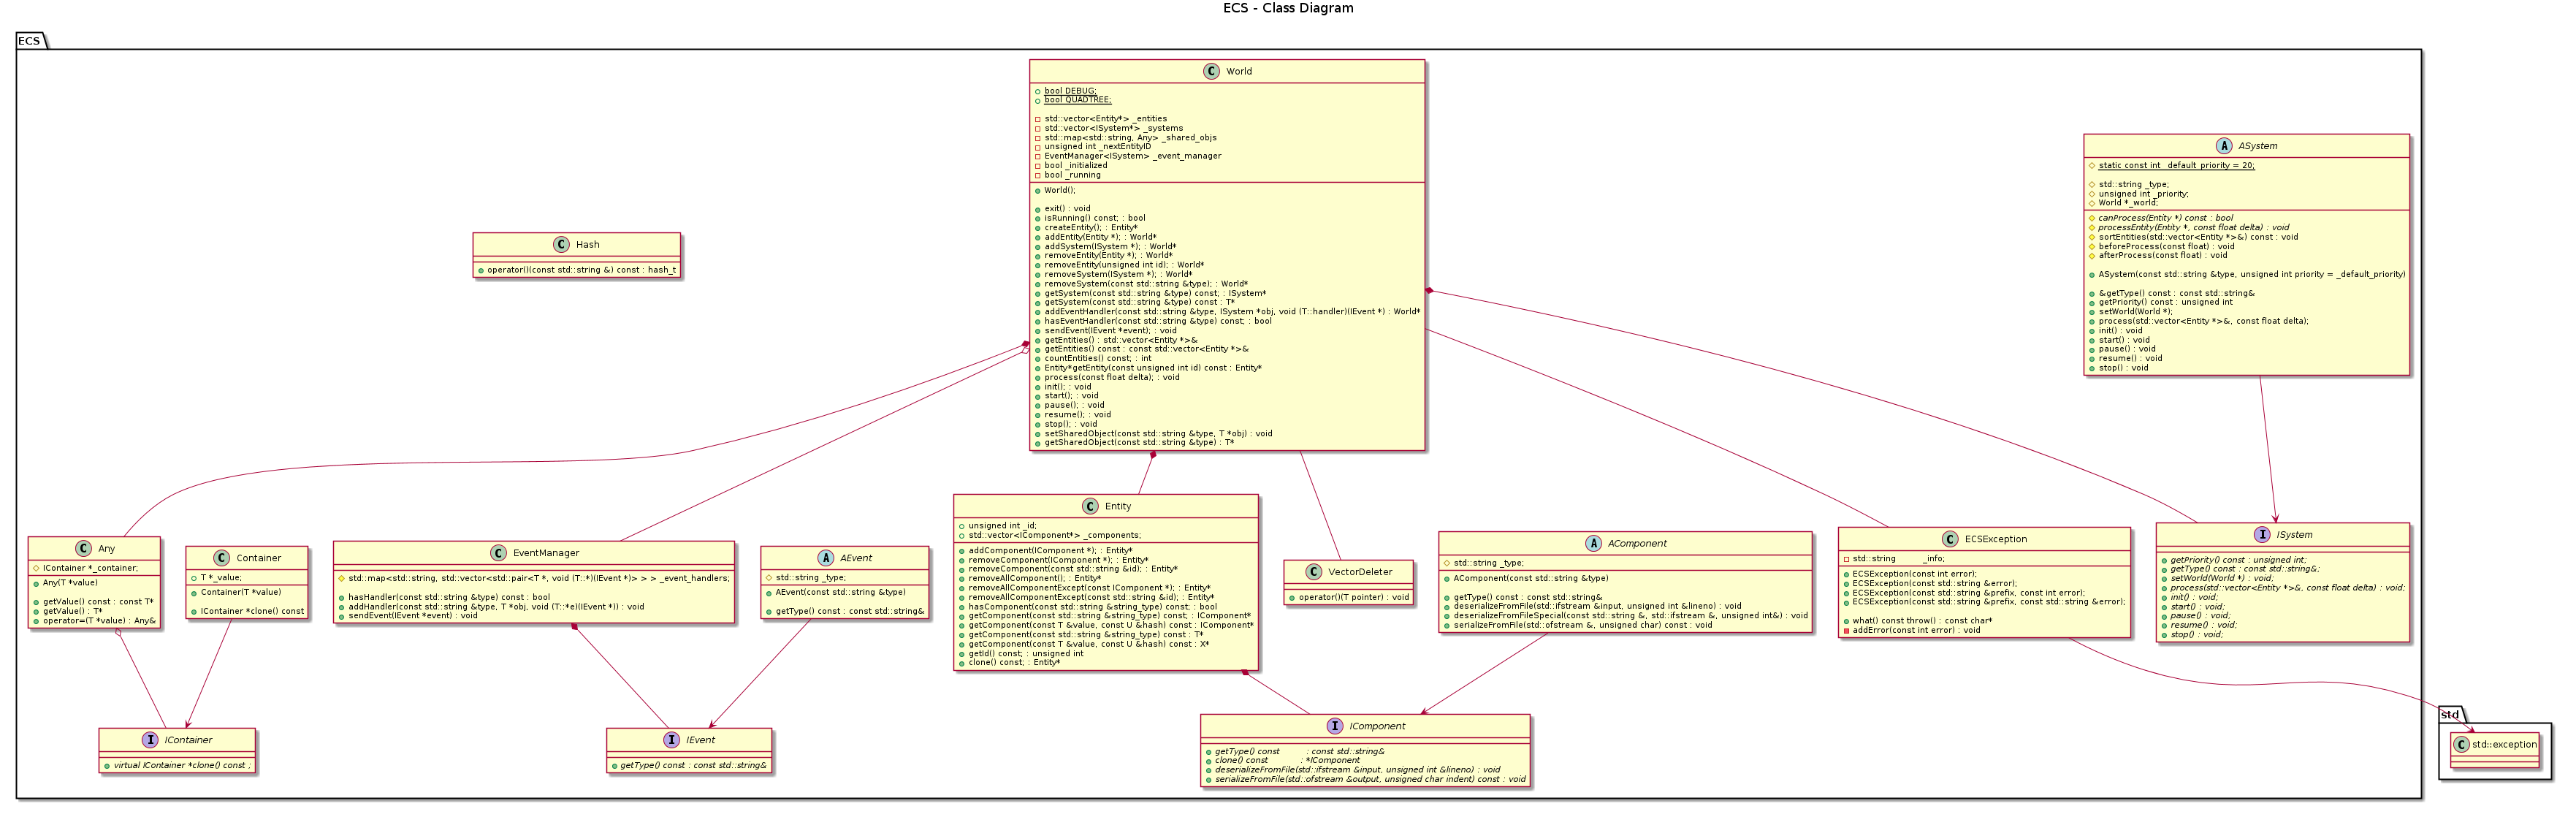 ECS - Class Diagram
ECS
World
bool DEBUG;
bool QUADTREE;
std::vector<Entity*> _entities
std::vector<ISystem*> _systems
std::map<std::string, Any> _shared_objs
unsigned int _nextEntityID
EventManager<ISystem> _event_manager
bool _initialized
bool _running
World();
exit() : void
isRunning() const; : bool
createEntity(); : Entity*
addEntity(Entity *); : World*
addSystem(ISystem *); : World*
removeEntity(Entity *); : World*
removeEntity(unsigned int id); : World*
removeSystem(ISystem *); : World*
removeSystem(const std::string &type); : World*
getSystem(const std::string &type) const; : ISystem*
getSystem(const std::string &type) const : T*
addEventHandler(const std::string &type, ISystem *obj, void (T::handler)(IEvent *) : World*
hasEventHandler(const std::string &type) const; : bool
sendEvent(IEvent *event); : void
getEntities() : std::vector<Entity *>&
getEntities() const : const std::vector<Entity *>&
countEntities() const; : int
Entity*getEntity(const unsigned int id) const : Entity*
process(const float delta); : void
init(); : void
start(); : void
pause(); : void
resume(); : void
stop(); : void
setSharedObject(const std::string &type, T *obj) : void
getSharedObject(const std::string &type) : T*
ASystem
static const int _default_priority = 20;
std::string _type;
unsigned int _priority;
World *_world;
canProcess(Entity *) const : bool
processEntity(Entity *, const float delta) : void
sortEntities(std::vector<Entity *>&) const : void
beforeProcess(const float) : void
afterProcess(const float) : void
ASystem(const std::string &type, unsigned int priority = _default_priority)
&getType() const : const std::string&
getPriority() const : unsigned int
setWorld(World *);
process(std::vector<Entity *>&, const float delta);
init() : void
start() : void
pause() : void
resume() : void
stop() : void
Hash
operator()(const std::string &) const : hash_t
Any
IContainer *_container;
Any(T *value)
getValue() const : const T*
getValue() : T*
operator=(T *value) : Any&
Container
T *_value;
Container(T *value)
IContainer *clone() const
EventManager
std::map<std::string, std::vector<std::pair<T *, void (T::*)(IEvent *)> > > _event_handlers;
hasHandler(const std::string &type) const : bool
addHandler(const std::string &type, T *obj, void (T::*e)(IEvent *)) : void
sendEvent(IEvent *event) : void
AEvent
std::string _type;
AEvent(const std::string &type)
getType() const : const std::string&
Entity
unsigned int _id;
std::vector<IComponent*> _components;
addComponent(IComponent *); : Entity*
removeComponent(IComponent *); : Entity*
removeComponent(const std::string &id); : Entity*
removeAllComponent(); : Entity*
removeAllComponentExcept(const IComponent *); : Entity*
removeAllComponentExcept(const std::string &id); : Entity*
hasComponent(const std::string &string_type) const; : bool
getComponent(const std::string &string_type) const; : IComponent*
getComponent(const T &value, const U &hash) const : IComponent*
getComponent(const std::string &string_type) const : T*
getComponent(const T &value, const U &hash) const : X*
getId() const; : unsigned int
clone() const; : Entity*
VectorDeleter
operator()(T pointer) : void
AComponent
std::string _type;
AComponent(const std::string &type)
getType() const : const std::string&
deserializeFromFile(std::ifstream &input, unsigned int &lineno) : void
deserializeFromFileSpecial(const std::string &, std::ifstream &, unsigned int&) : void
serializeFromFile(std::ofstream &, unsigned char) const : void
ECSException
std::string _info;
ECSException(const int error);
ECSException(const std::string &error);
ECSException(const std::string &prefix, const int error);
ECSException(const std::string &prefix, const std::string &error);
what() const throw() : const char*
addError(const int error) : void
ISystem
getPriority() const : unsigned int;
getType() const : const std::string&;
setWorld(World *) : void;
process(std::vector<Entity *>&, const float delta) : void;
init() : void;
start() : void;
pause() : void;
resume() : void;
stop() : void;
IContainer
virtual IContainer *clone() const ;
IEvent
getType() const : const std::string&
IComponent
getType() const : const std::string&
clone() const : *IComponent
deserializeFromFile(std::ifstream &input, unsigned int &lineno) : void
serializeFromFile(std::ofstream &output, unsigned char indent) const : void
std
std::exception